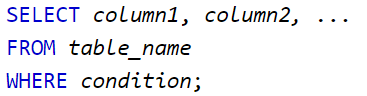 SELECT column1, column2, ...
FROM table_name
WHERE condition;